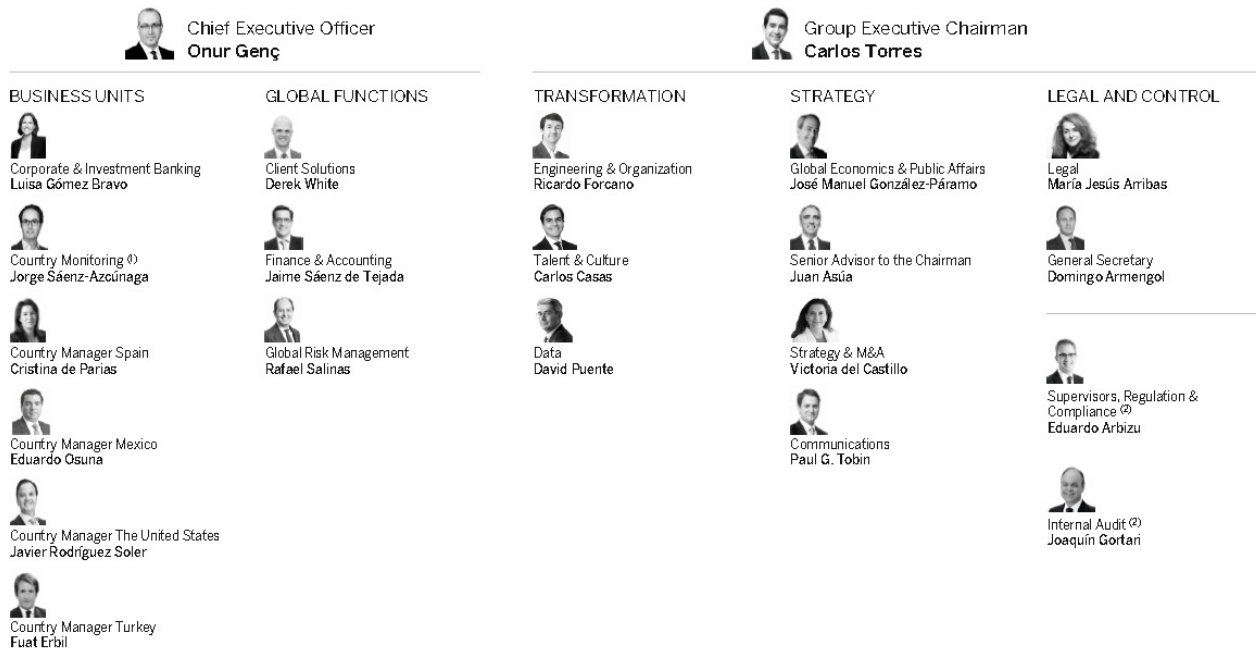 Chief Executive Officer
Onur Genç
Group Executive Chairman
Carlos Torres
BUSINESS UNITS
Corporate & Investment Banking
Luisa Gómez Bravo
Country Monitoring (1)
Jorge Sáenz-Azcúnaga
Country Manager Spain
Cristina de Parias
Country Manager Mexico
Eduardo Osuna
Country Manager The United States
Javier Rodríguez Soler
Country Manager Turkey
Fuat Erbil
GLOBAL FUNCTIONS
Client Solutions
Derek White
Finance & Accounting
Jaime Sáenz de Tejada
Global Risk Management
Rafael Salinas
TRANSFORMATION
Engineering & Organization
Ricardo Forcano
Talent & Culture
Carlos Casas
Data
David Puente
STRATEGY
Global Economics & Public Affairs
José Manuel González-Páramo
Senior Advisor to the Chairman
Juan Asúa
Strategy & M&A
Victoria del Castillo
Communications
Paul G. Tobin
LEGAL AND CONTROL
Legal
María Jesús Arribas
General Secretary
Domingo Armengol
Supervisors, Regulation &
Compliance (2)
Eduardo Arbizu
Internal Audit (2)
Joaquín Gortari